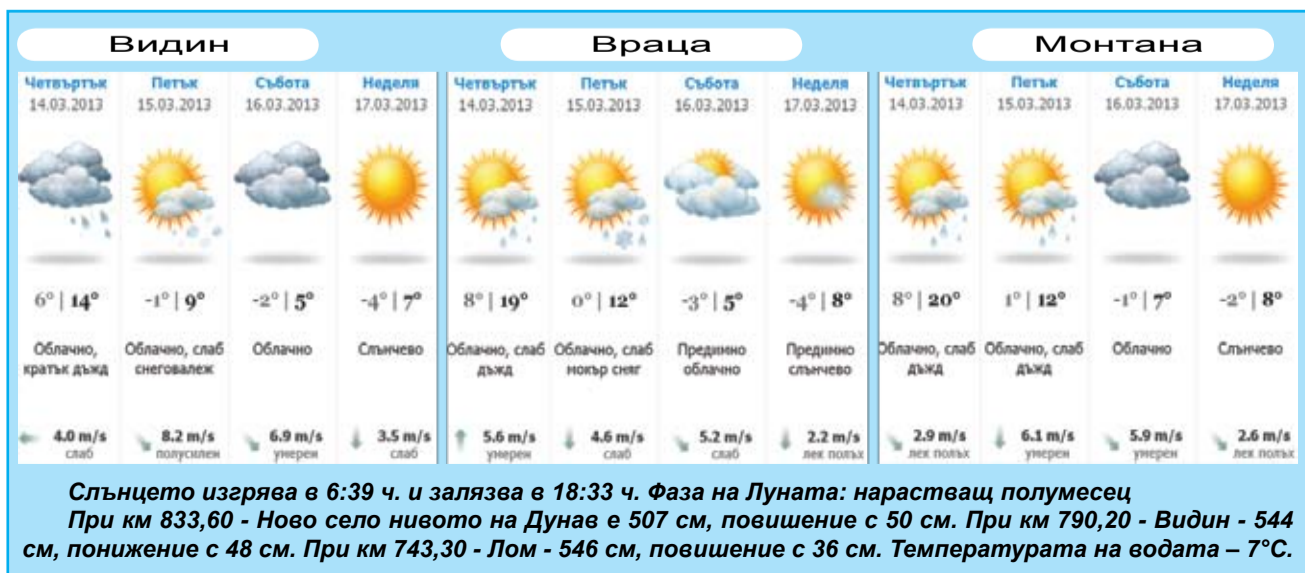 Видин
Враца
Монтана
Четвъртък Петък Събота Неделя Четвъртък Петък Събота Неделя Четвъртък Петък Събота Неделя
14.03.2013 15.03.2013 16.03.2013 17.03.2013 14.03.2013 15.03.2013 16.03.2013 17.03.2013 14.03.2013 15.03.2013 16.03.2013 17.03.2013
6° | 14° -1° | 9° -2° | 5° -4° | 7° 8° | 19° 0° | 12° -3° | 5° -4° | 8° 8° | 20° 1° | 12° -1° | 7° -2° | 8°
Облачно, Облачно, слаб Облачно Слънчево Облачно, слаб Облачно, слаб Предимно Предимно Облачно, слаб Облачно, слаб Облачно Слънчево
кратък дъжд снеговалеж дъжд мокър сняг облачно слънчево дъжд дъжд
4.0 m/s 8.2 m/s 6.9 m/s 3.5 m/s 5.6 m/s 4.6 m/s 5.2 m/s 2.2 m/s 2.9 m/s 6.1 m/s 5.9 m/s 2.6 m/s
слаб полусилен умерен слаб умерен слаб слаб лек полъх лек полъх умерен умерен лек полъх
Слънцето изгрява в 6:39 ч. и залязва в 18:33 ч. Фаза на Луната: нарастващ полумесец
При км 833,60 - Ново село нивото на Дунав е 507 см, повишение с 50 см. При км 790,20 - Видин - 544
см, понижение с 48 см. При км 743,30 - Лом - 546 см, повишение с 36 см. Температурата на водата – 7°С.